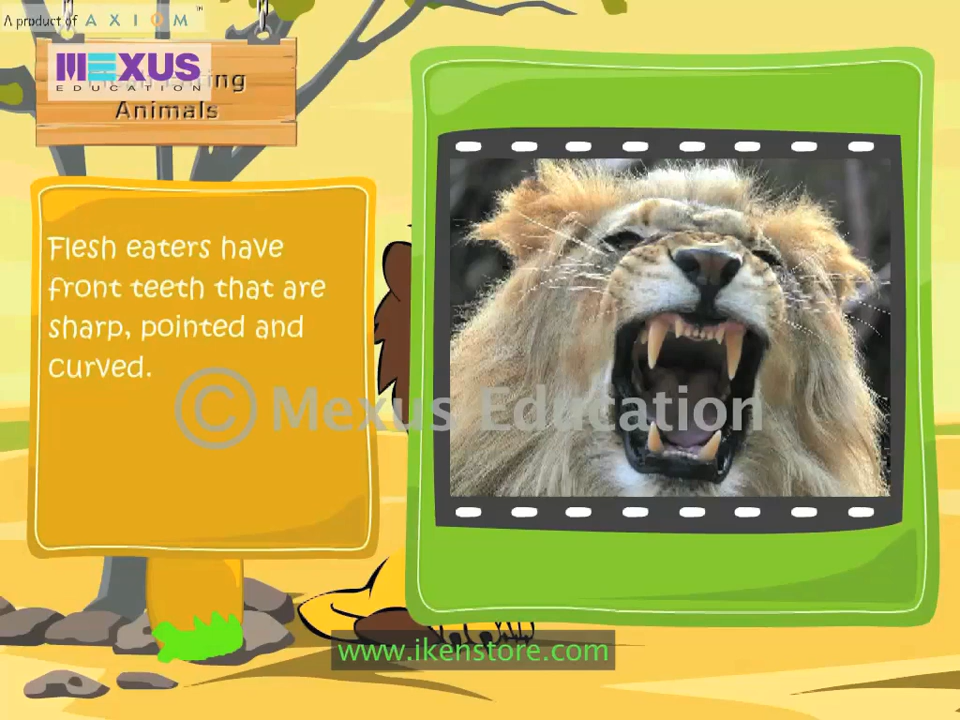 A product of AXIOM™
MEXUS
EDUCATION
Animals
Flesh eaters have
front teeth that are
sharp, pointed and
curved.
© Mexus Education
www.ikenstore.com